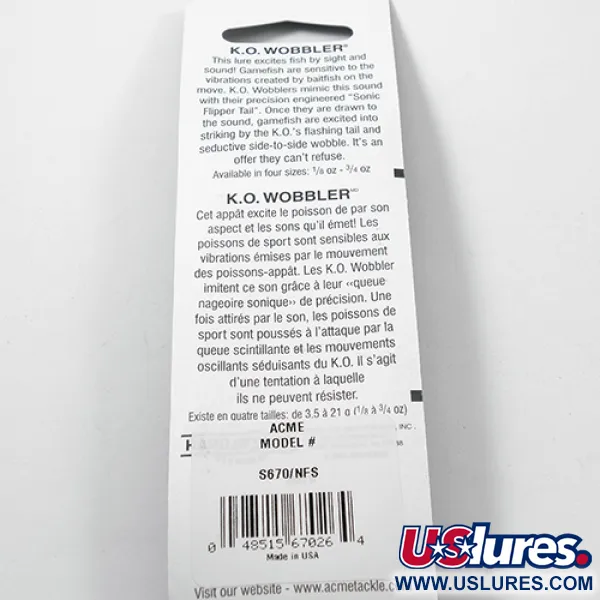 K.O. WOBBLER®
This lure excites fish by sight and
sound! Gamefish are sensitive to the
vibrations created by baitfish on the
move. K.O. Wobblers mimic this sound
with their precision engineered "Sonic
Flipper Tail". Once they are drawn to
the sound, gamefish are excited into
striking by the K.O.'s flashing tail and
seductive side-to-side wobble. It's an
offer they can't refuse.
Available in four sizes: 1/8 oz - 3/4 oz
K.O. WOBBLER MD
Cet appât excite le poisson de par son
aspect et les sons qu'il émet! Les
poissons de sport sont sensibles aux
vibrations émises par le mouvement
des poissons-appât. Les K.O. Wobbler
imitent ce son grâce à leur ‹‹queue
nageoire sonique›› de précision. Une
fois attirés par le son, les poissons de
sport sont poussés à l'attaque par la
queue scintillante et les mouvements
oscillants séduisants du K.O. Il s'agit
d'une tentation à laquelle
ils ne peuvent résister.
Existe en quatre tailles: de 3.5 à 21 g (1/8 à 3/4 oz)
ACME
MODEL #
, INC.
S670/NFS
0 48515 67026 4
Made in USA
Visit our website - www.acmetackle.c
USlures.
WWW.USLURES.COM